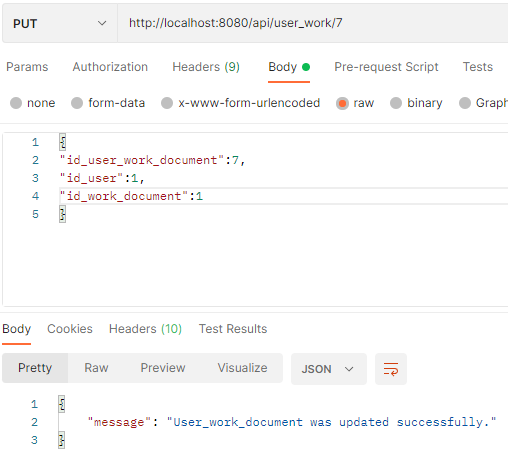 PUT http://localhost:8080/api/user_work/7
Params Authorization Headers (9) Body Pre-request Script Tests
none form-data x-www-form-urlencoded raw binary Graph
1 {
2 "id_user_work_document":7,
3 "id_user":1,
4 "id_work_document":1
5 }
Body Cookies Headers (10) Test Results
Pretty Raw Preview Visualize JSON
1 {
2 "message": "User_work_document was updated successfully."
3 }